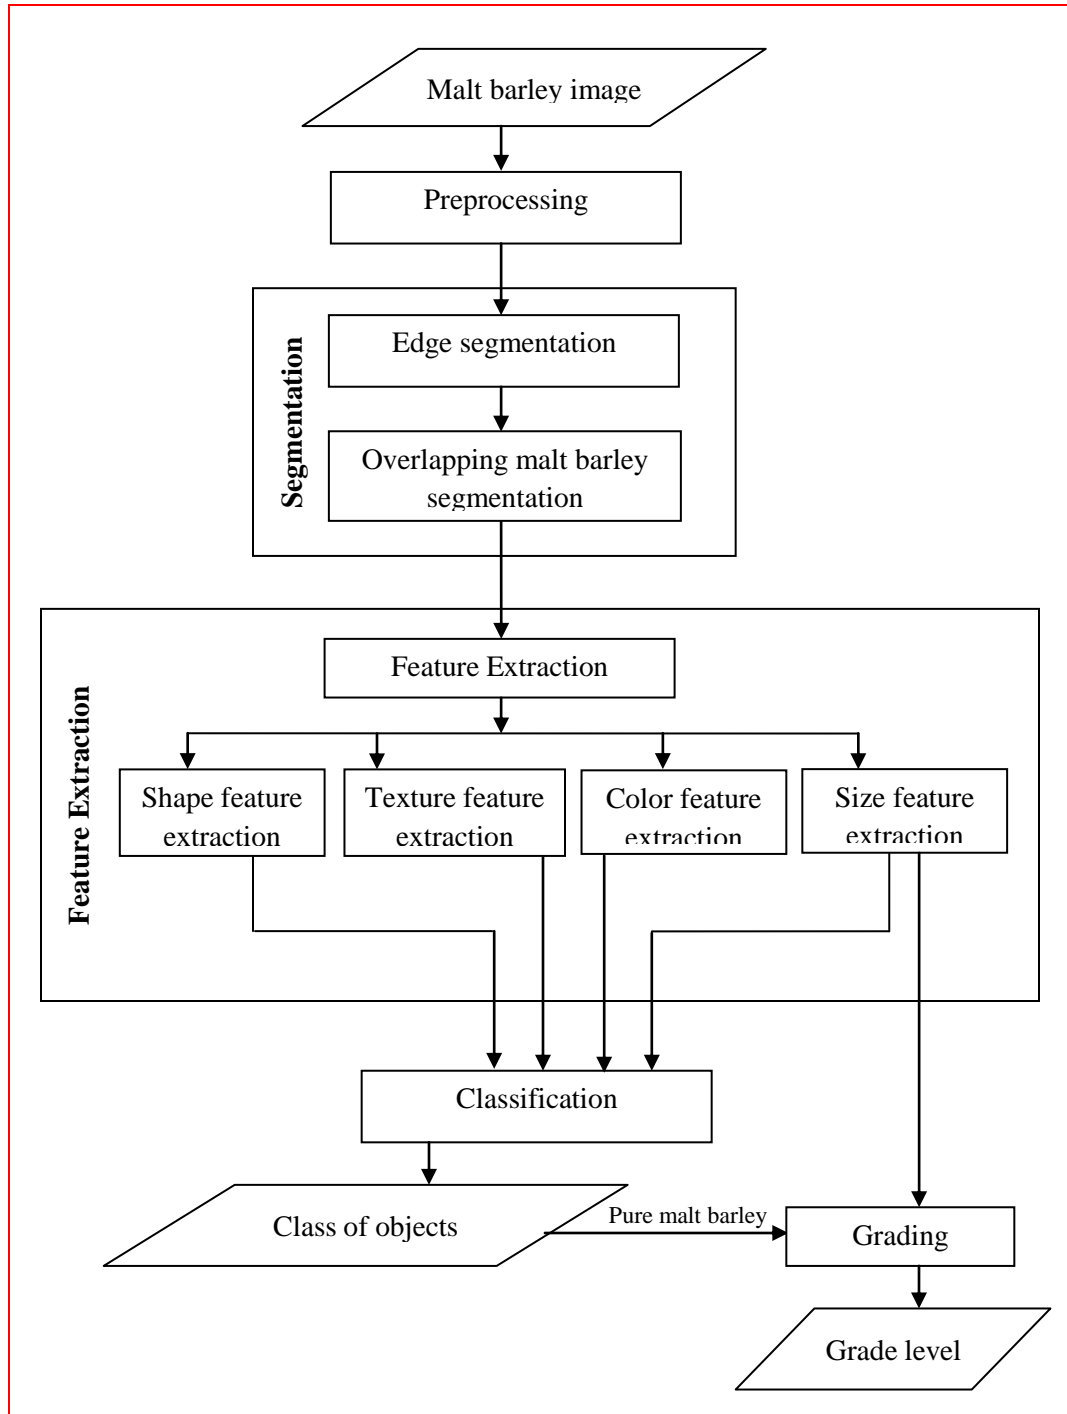 Malt barley image
Preprocessing
Segmentation
Edge segmentation
Overlapping malt barley
segmentation
Feature Extraction
Feature Extraction
Shape feature
extraction
Texture feature
extraction
Color feature
extraction
Size feature
extraction
Classification
Class of objects
Pure malt barley
Grading
Grade level